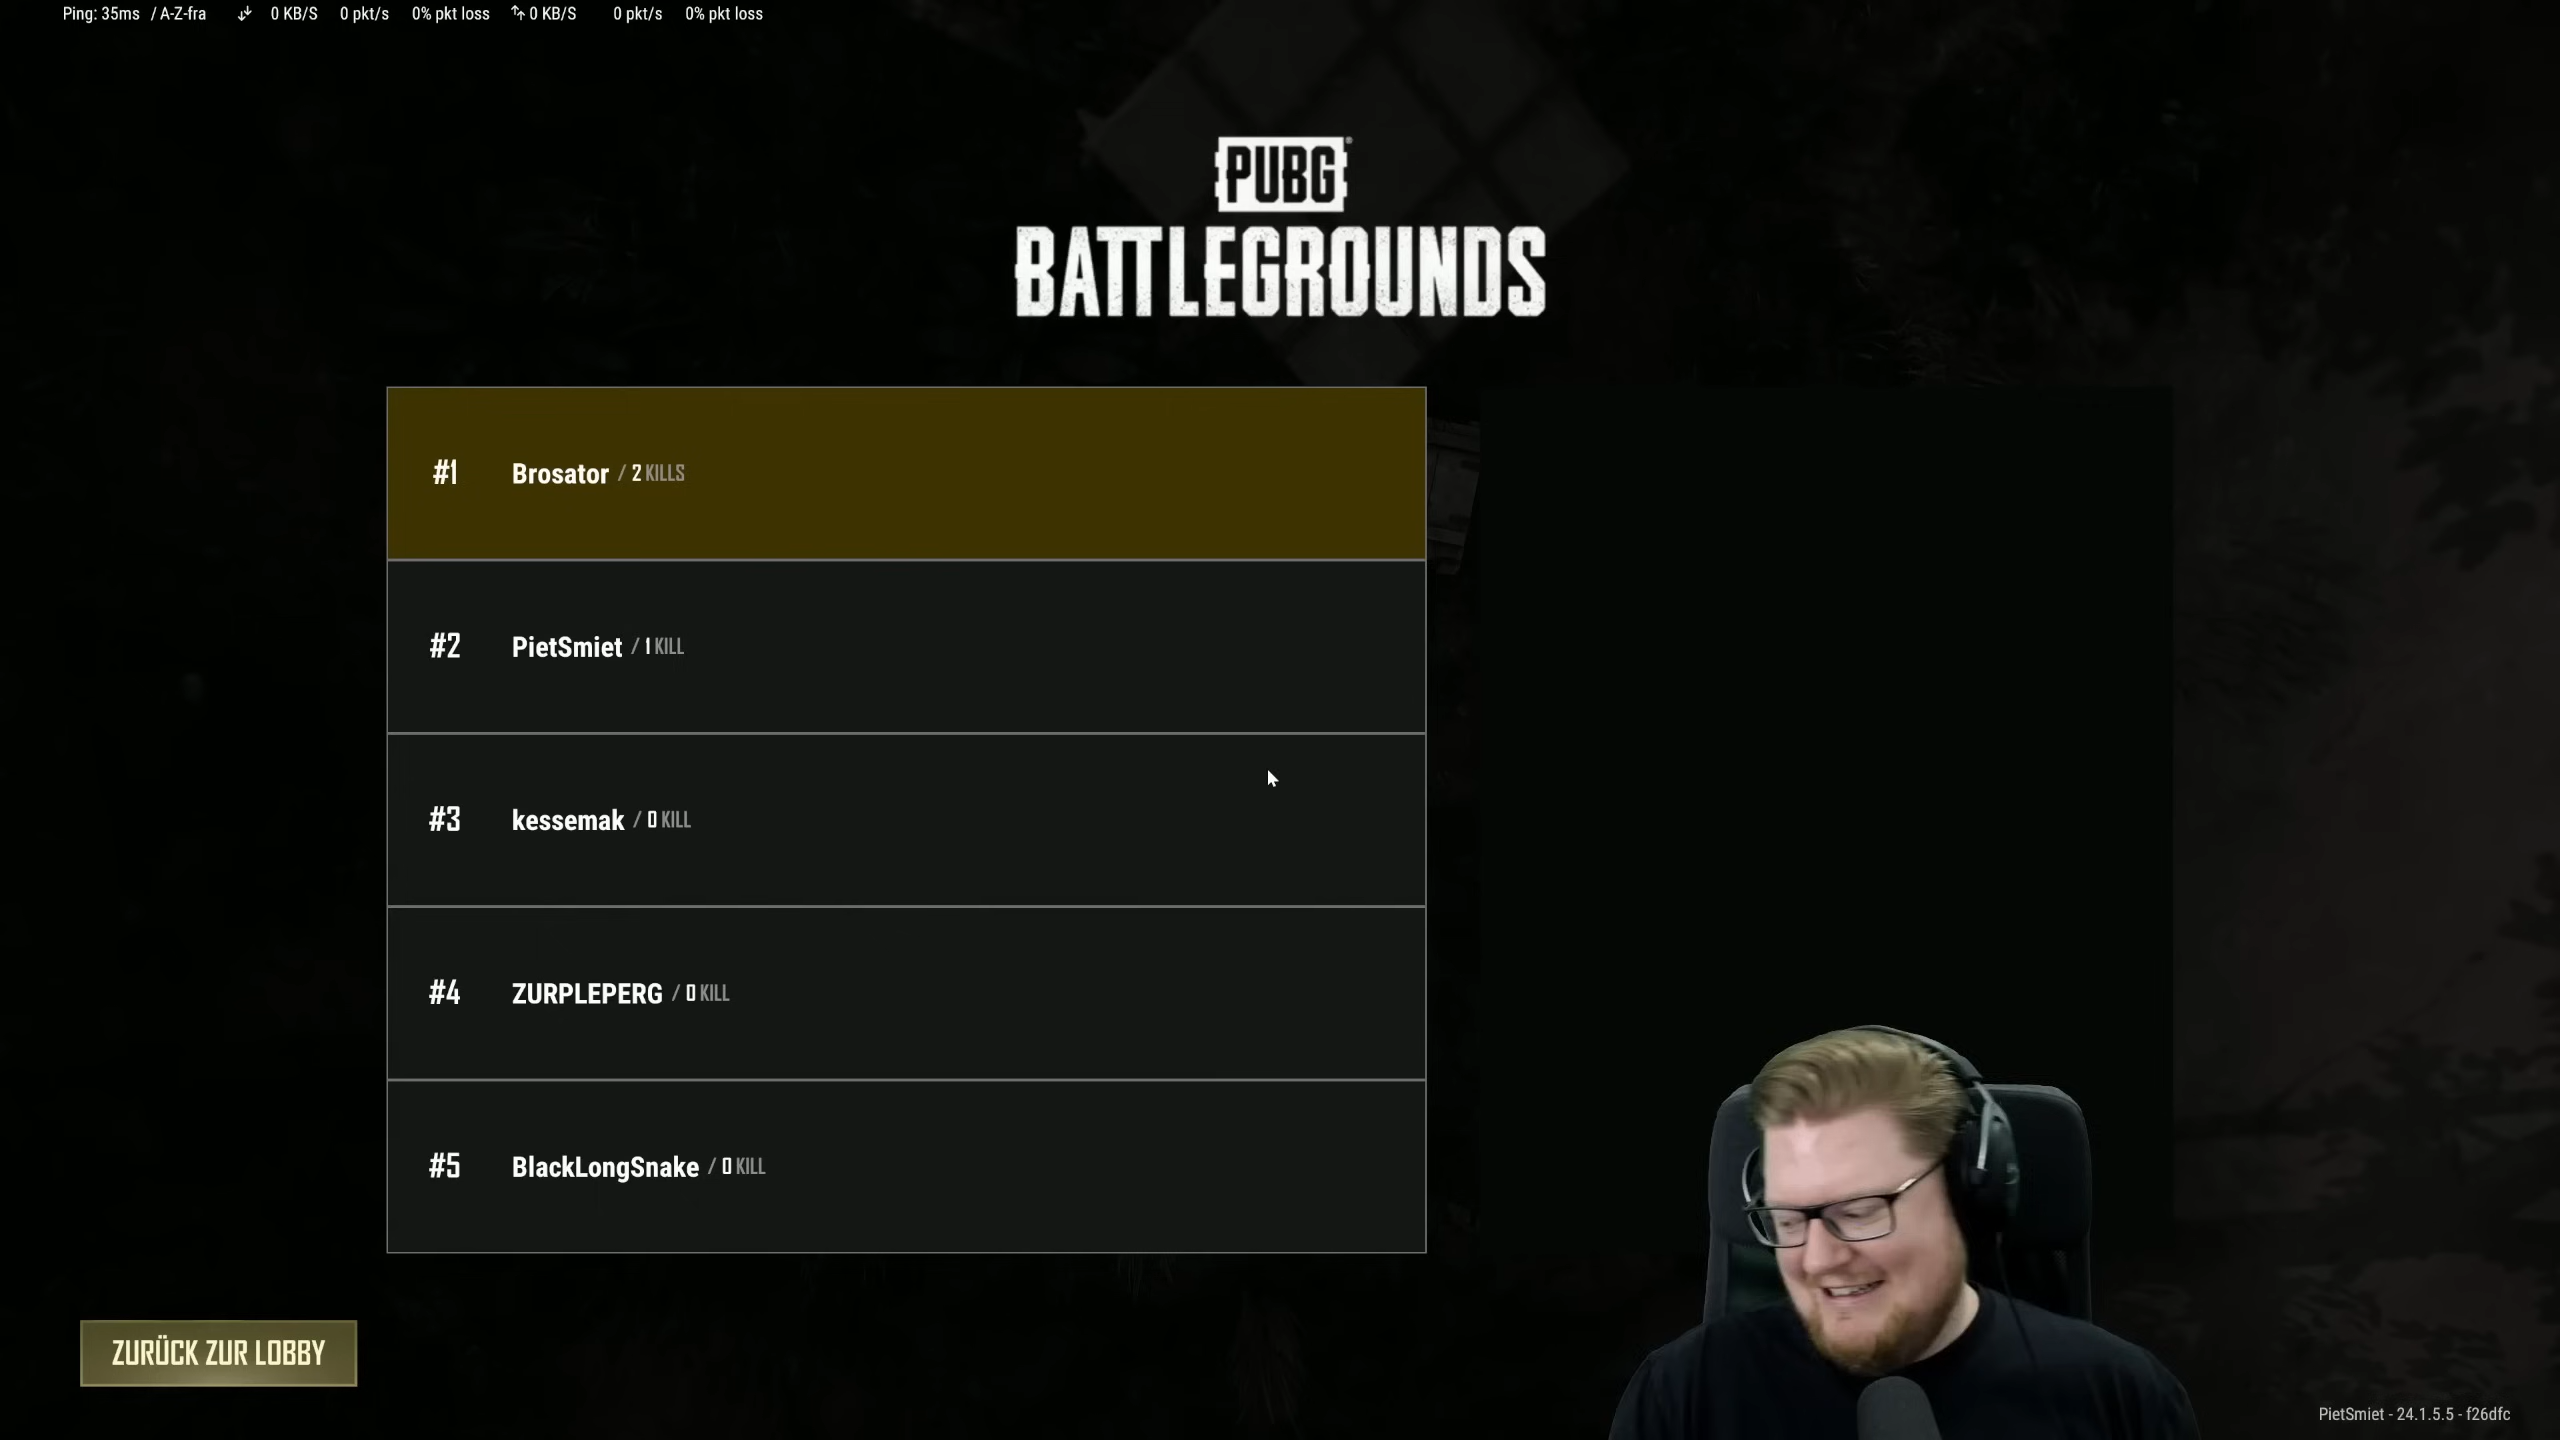 Ping: 35ms / A-Z-fra 0 KB/S 0 pkt/s 0% pkt loss 0 KB/S 0 pkt/s 0% pkt loss
PUBG
BATTLEGROUNDS
#1 Brosator / 2 KILLS
#2 PietSmiet / 1 KILL
#3 kessemak / 0 KILL
#4 ZURPLEPERG / 0 KILL
#5 BlackLongSnake / 0 KILL
ZURÜCK ZUR LOBBY
PietSmiet - 24.1.5.5 - f26dfc